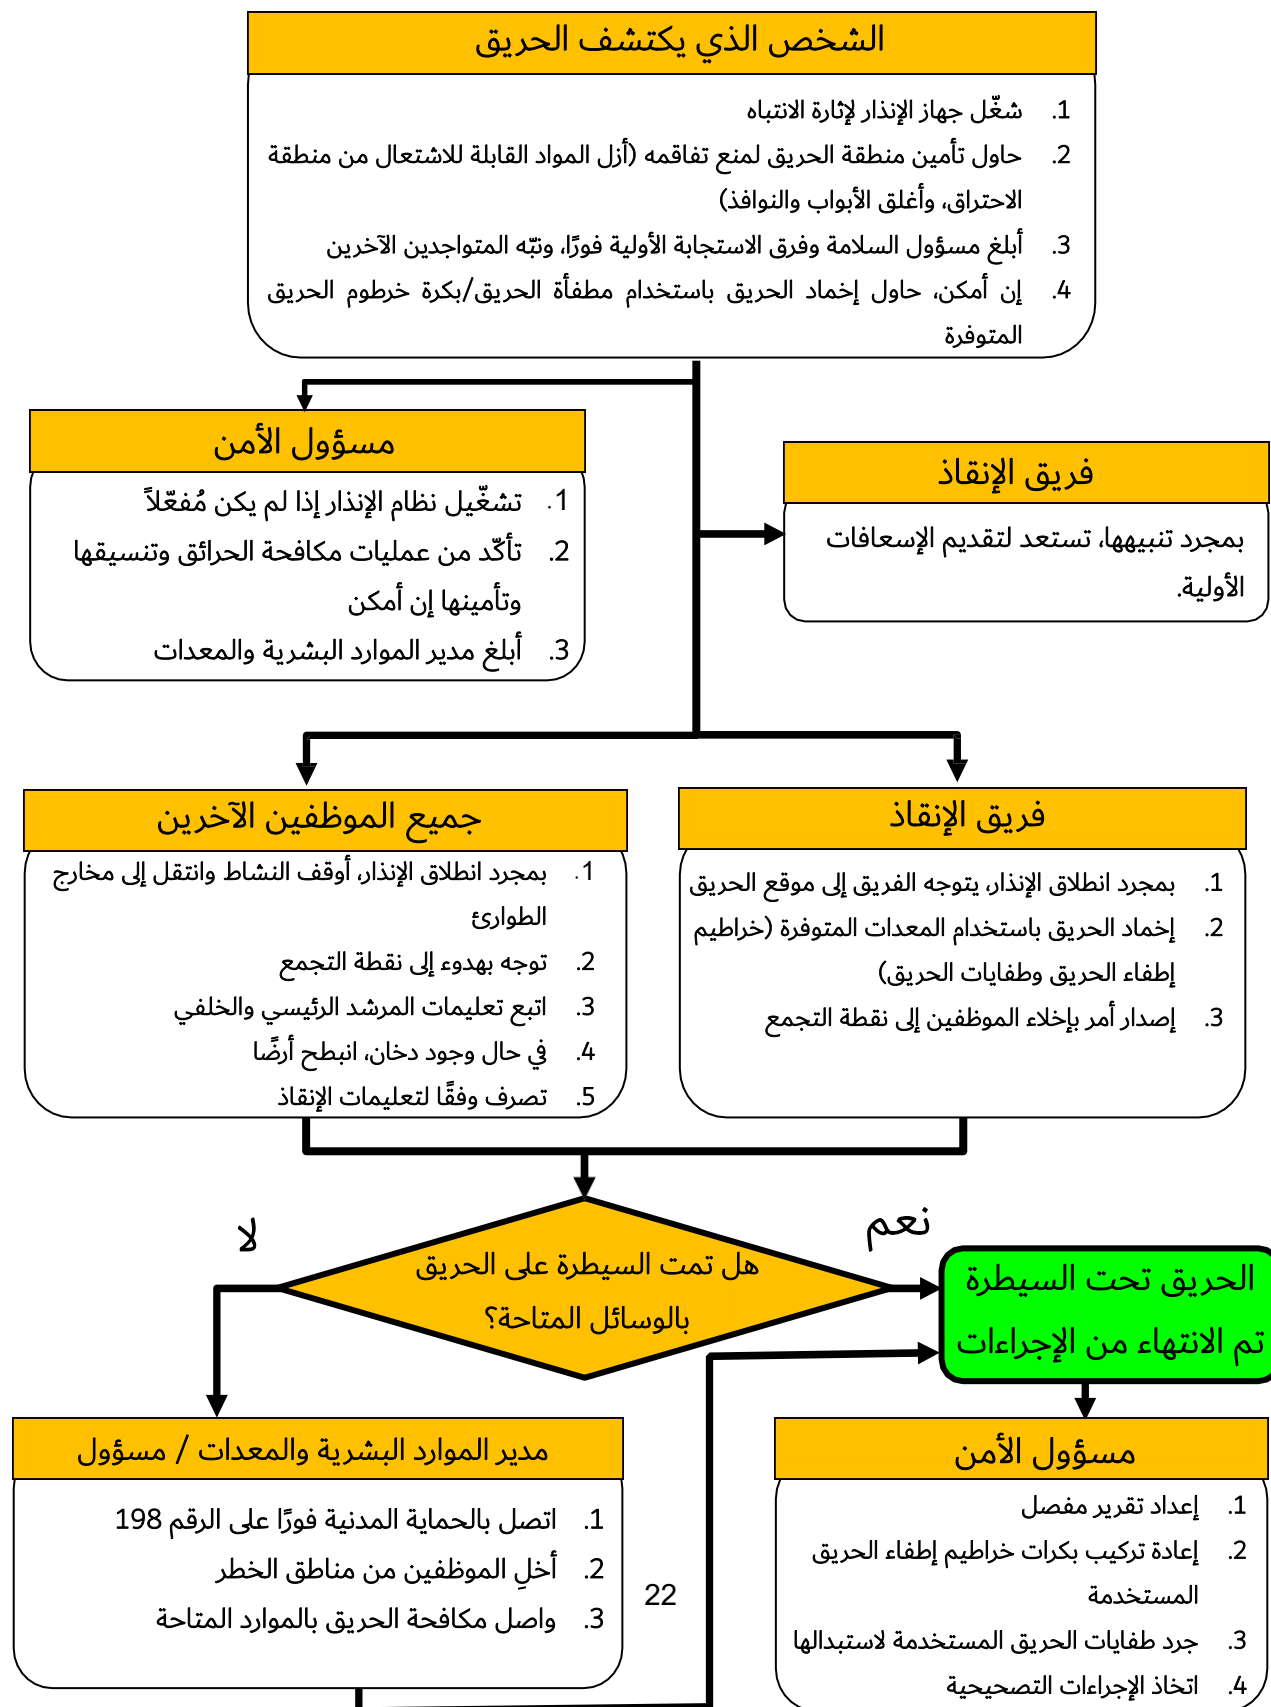 الشخص الذي يكتشف الحريق
1. شغّل جهاز الإنذار لإثارة الانتباه
2. حاول تأمين منطقة الحريق لمنع تفاقمه (أزل المواد القابلة للاشتعال من منطقة
الاحتراق، وأغلق الأبواب والنوافذ)
3. أبلغ مسؤول السلامة وفرق الاستجابة الأولية فورًا، ونبّه المتواجدين الآخرين
4. إن أمكن، حاول إخماد الحريق باستخدام مطفأة الحريق/بكرة خرطوم الحريق
المتوفرة
مسؤول الأمن
1. تشغّيل نظام الإنذار إذا لم يكن مُفعّلاً
2. تأكّد من عمليات مكافحة الحرائق وتنسيقها
وتأمينها إن أمكن
3. أبلغ مدير الموارد البشرية والمعدات
فريق الإنقاذ
بمجرد تنبيهها، تستعد لتقديم الإسعافات
الأولية.
فريق الإنقاذ
1. بمجرد انطلاق الإنذار، يتوجه الفريق إلى موقع الحريق
2. إخماد الحريق باستخدام المعدات المتوفرة (خراطيم
إطفاء الحريق وطفايات الحريق)
3. إصدار أمر بإخلاء الموظفين إلى نقطة التجمع
جميع الموظفين الآخرين
1. بمجرد انطلاق الإنذار، أوقف النشاط وانتقل إلى مخارج
الطوارئ
2. توجه بهدوء إلى نقطة التجمع
3. اتبع تعليمات المرشد الرئيسي والخلفي
4. في حال وجود دخان، انبطح أرضًا
5. تصرف وفقًا لتعليمات الإنقاذ
هل تمت السيطرة على الحريق
بالوسائل المتاحة؟
نعم
لا
الحريق تحت السيطرة
تم الانتهاء من الإجراءات
مسؤول الأمن
1. إعداد تقرير مفصل
2. إعادة تركيب بكرات خراطيم إطفاء الحريق
المستخدمة
3. جرد طفايات الحريق المستخدمة لاستبدالها
4. اتخاذ الإجراءات التصحيحية
مدير الموارد البشرية والمعدات / مسؤول
1. اتصل بالحماية المدنية فورًا على الرقم 198
2. أخلِ الموظفين من مناطق الخطر
3. واصل مكافحة الحريق بالموارد المتاحة
22